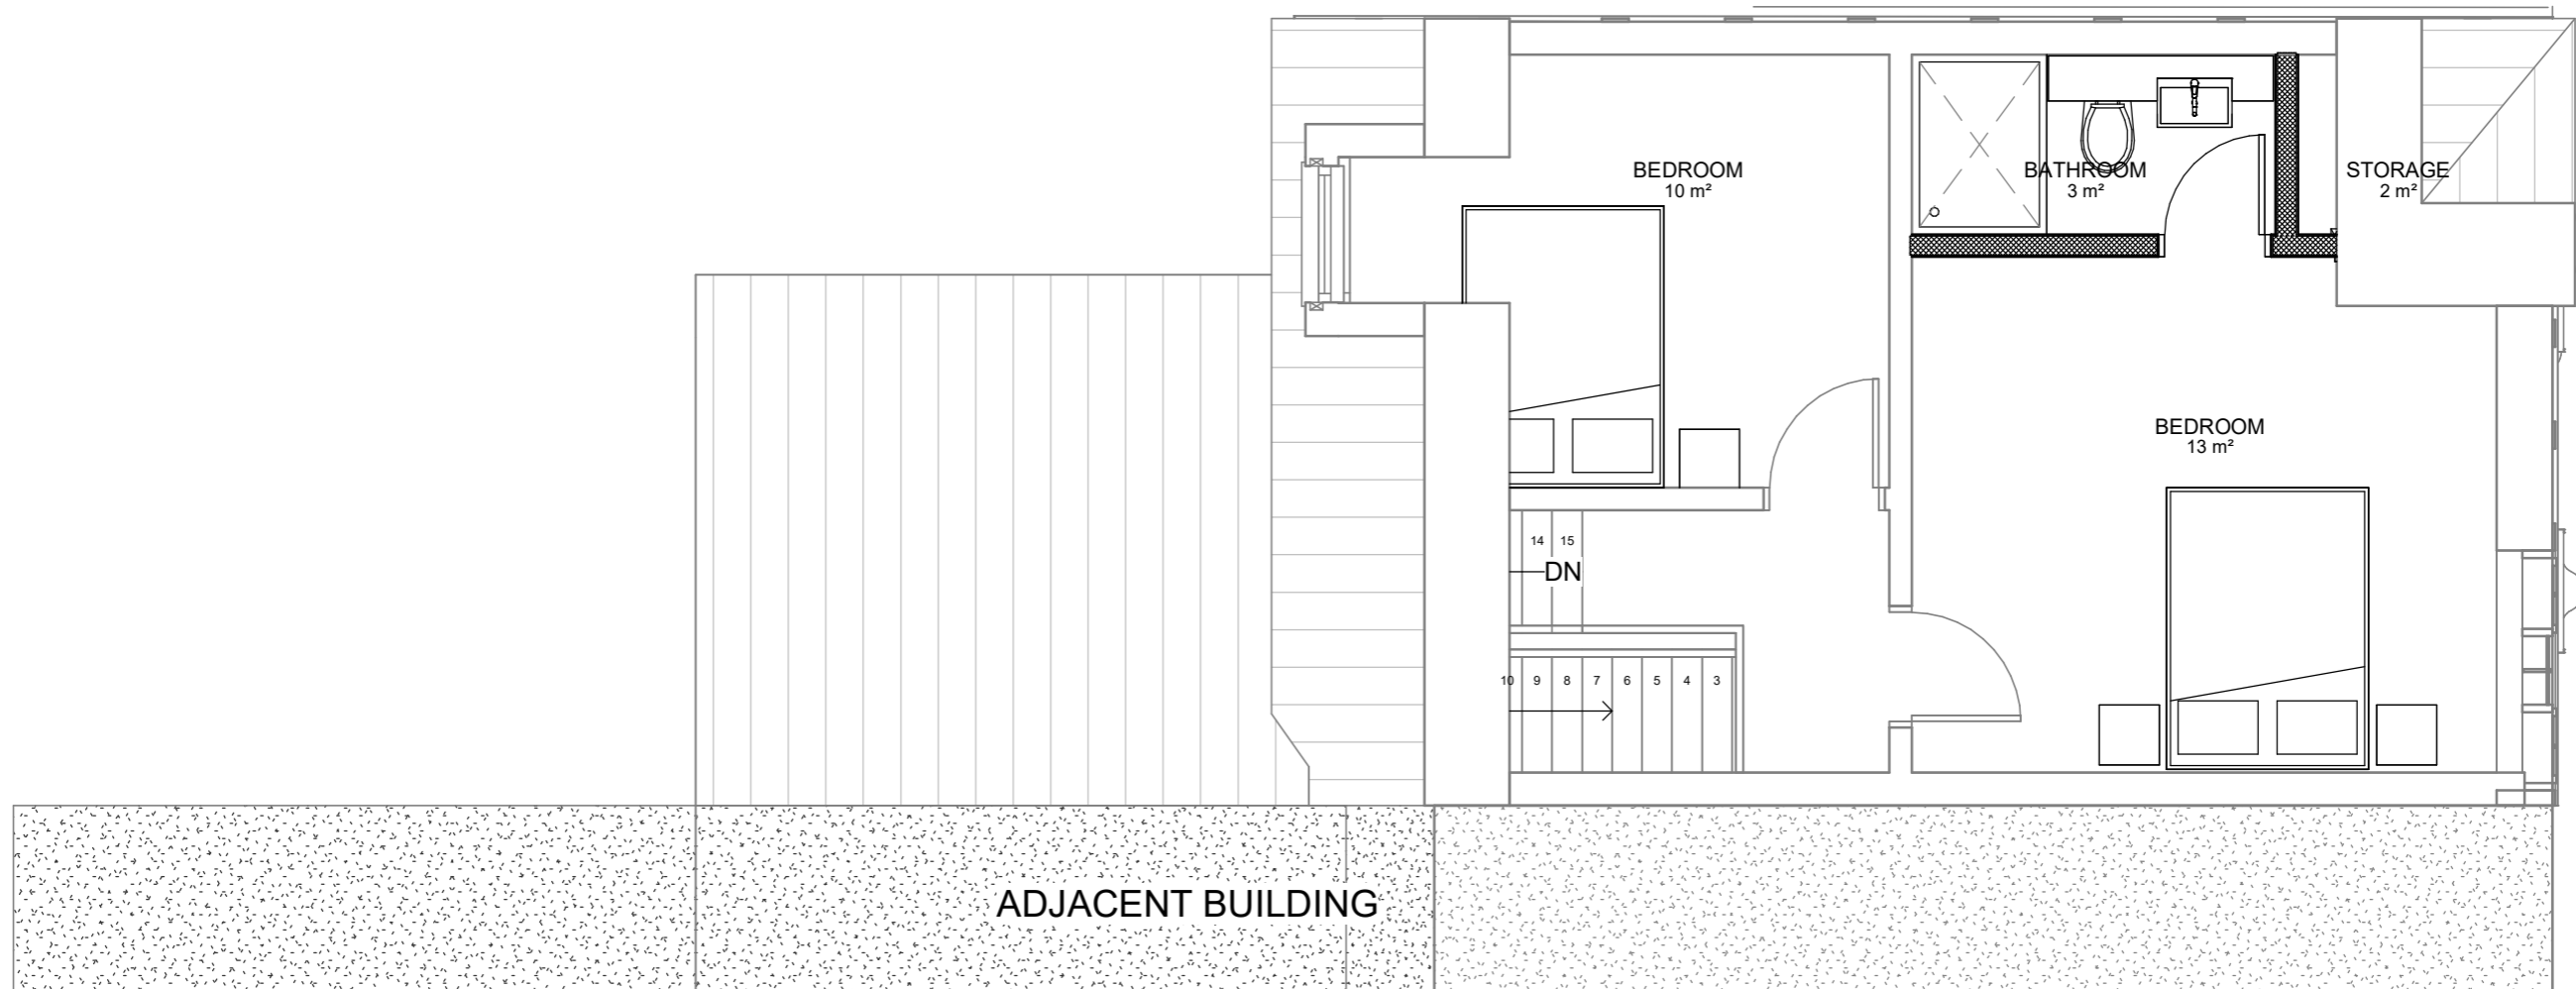 BEDROOM
10 m²
BATHROOM
3 m²
STORAGE
2 m²
BEDROOM
13 m²
14 15
DN
10 9 8 7 6 5 4 3
ADJACENT BUILDING